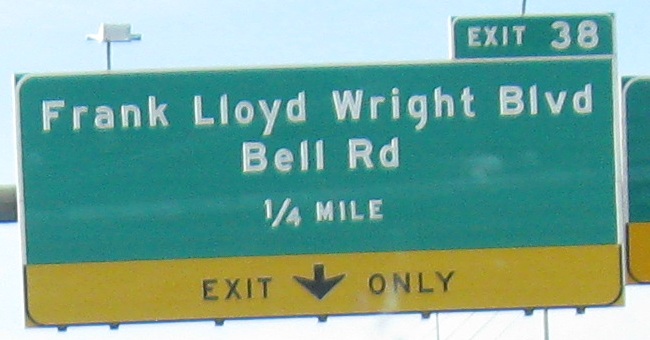 EXIT 38
Frank Lloyd Wright Blvd
Bell Rd
1/4 MILE
EXIT ONLY